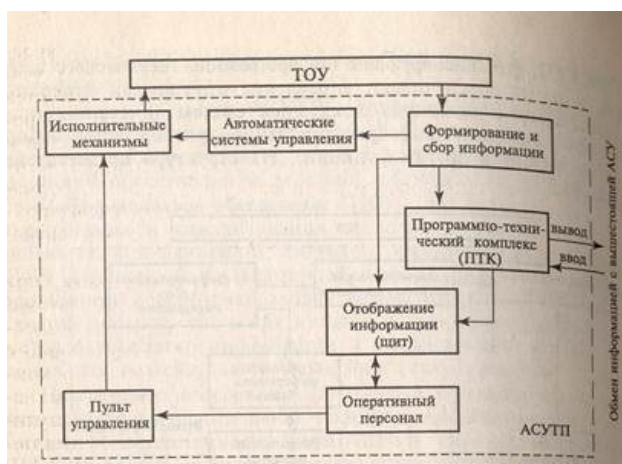 ТОУ
Исполнительные
механизмы
Автоматические
системы управления
Формирование и
сбор информации
Программно-техни-
ческий комплекс
(ПТК)
вывод
ввод
Обмен информацией с вышестоящей АСУ
Отображение
информации
(щит)
Пульт
управления
Оперативный
персонал
АСУТП